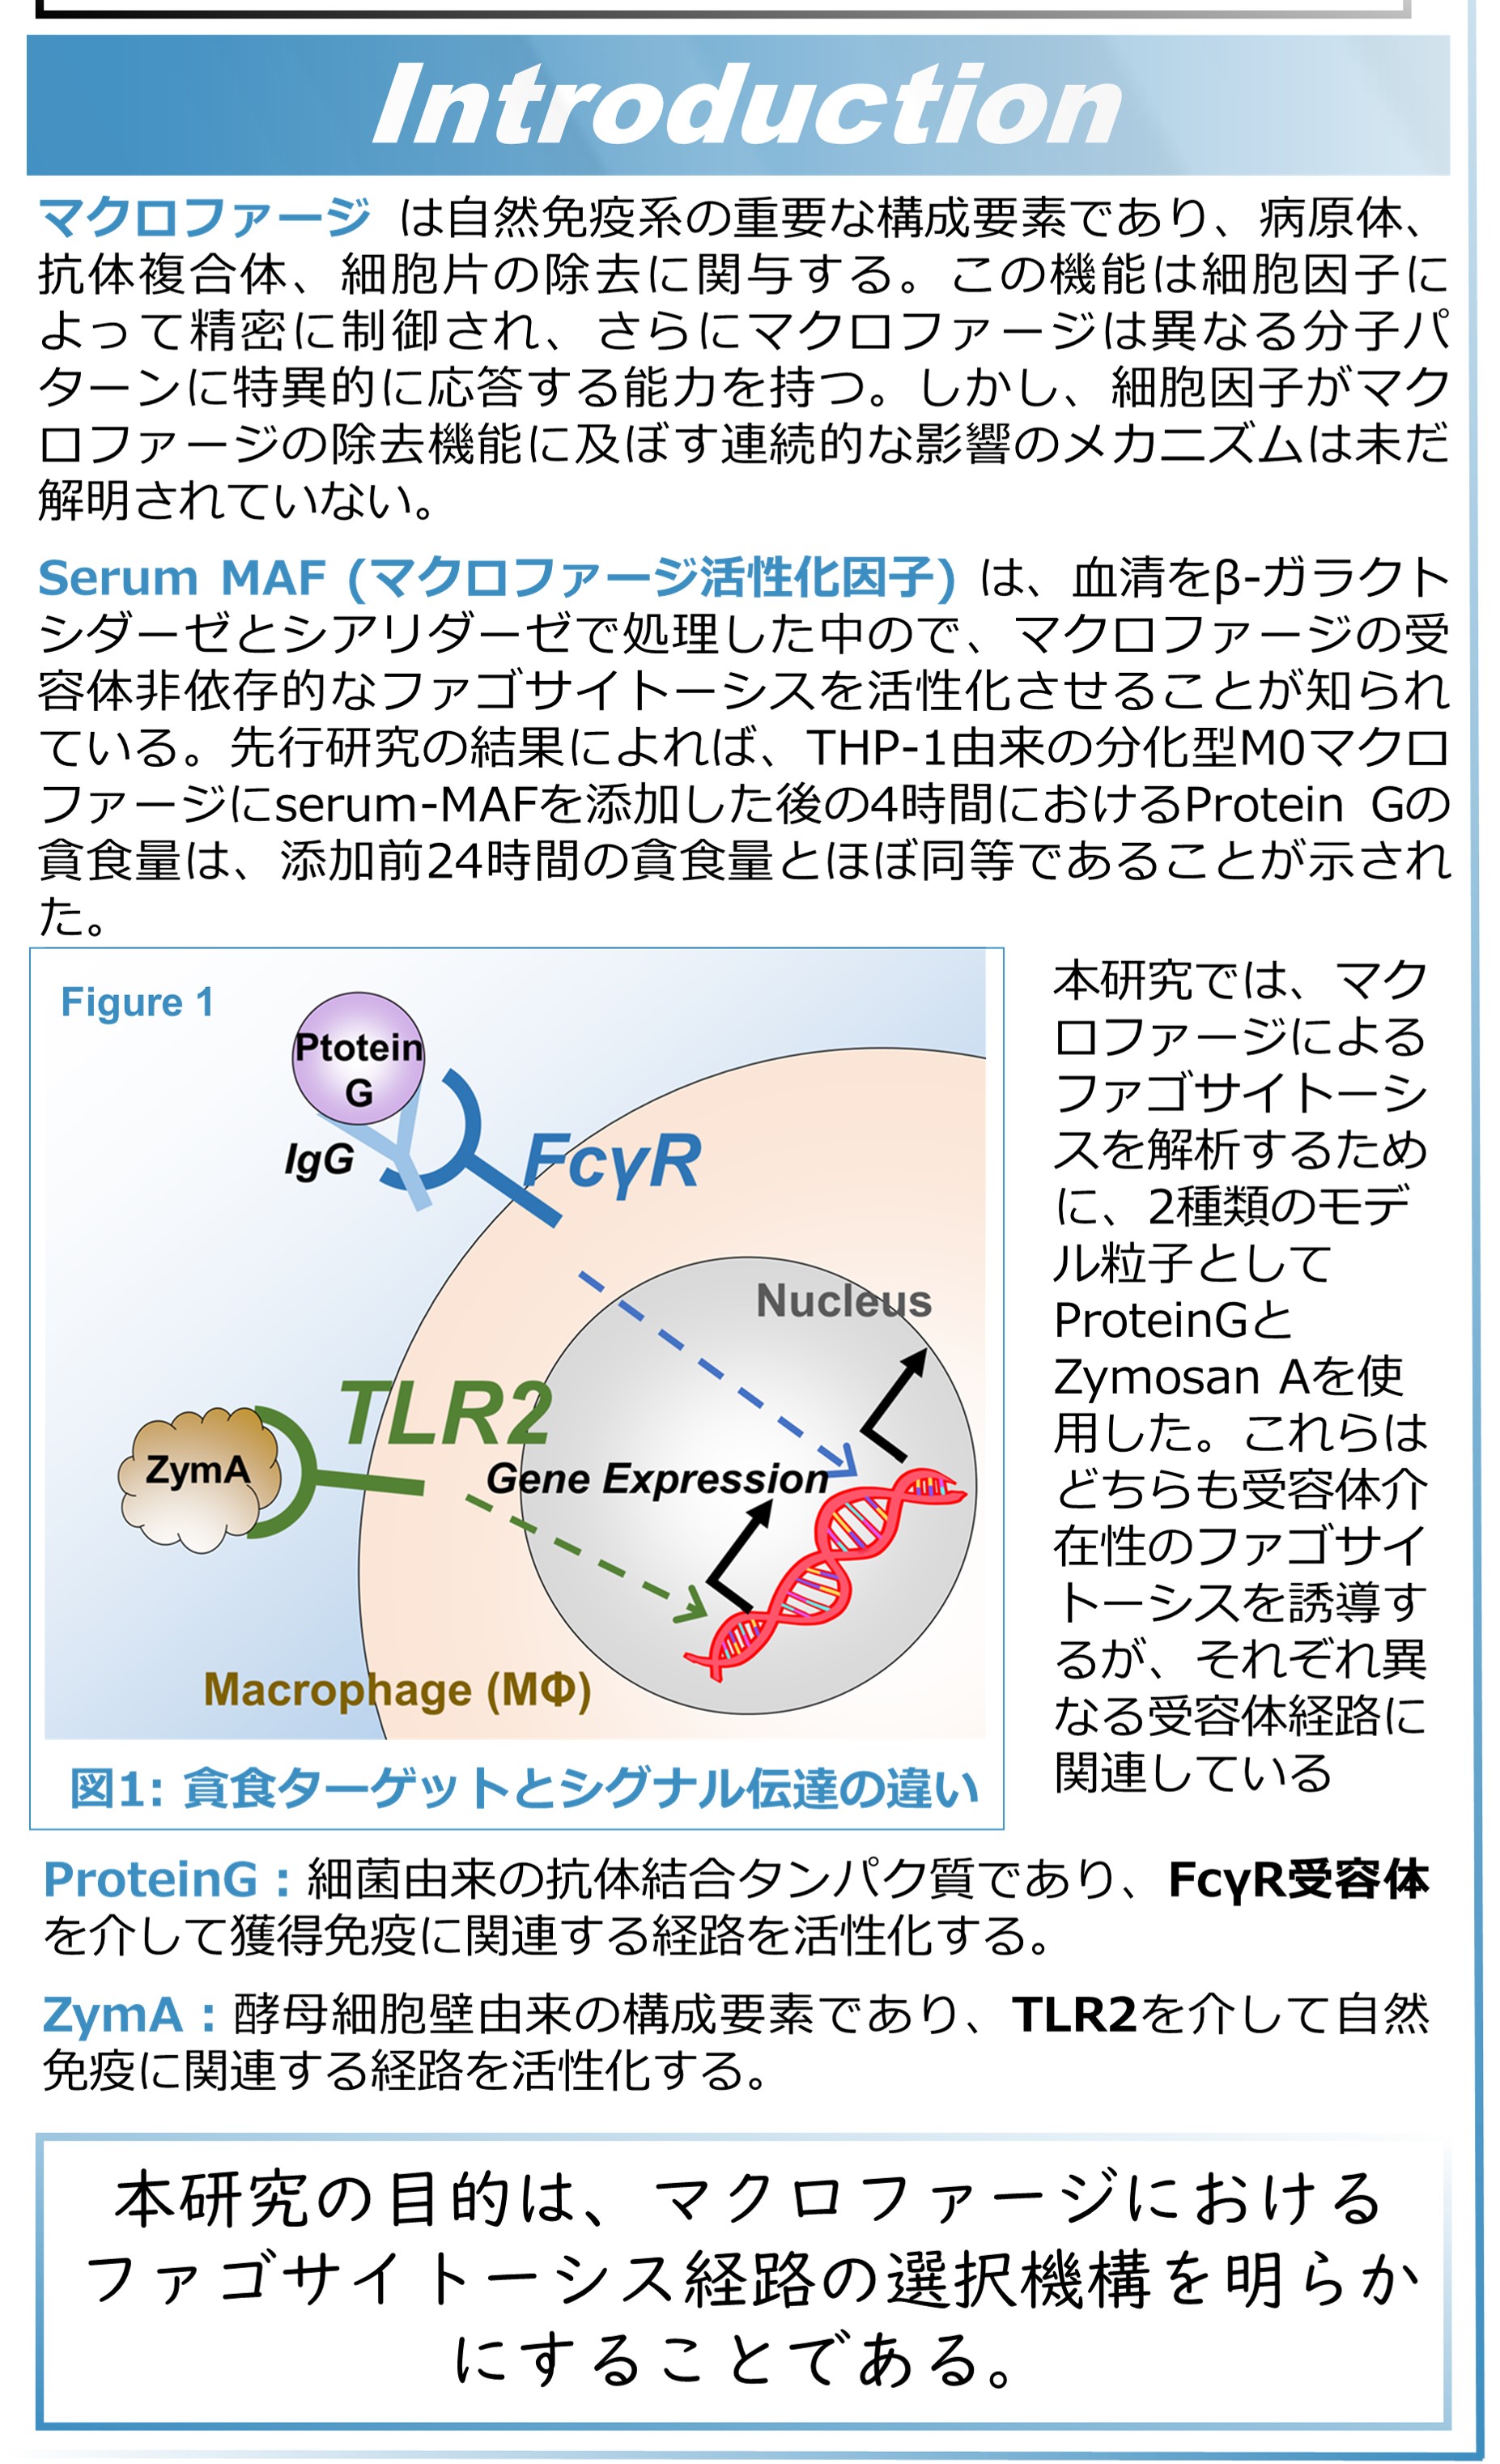 Introduction
マクロファージ は自然免疫系の重要な構成要素であり、病原体、
抗体複合体、細胞片の除去に関与する。この機能は細胞因子に
よって精密に制御され、さらにマクロファージは異なる分子パ
ターンに特異的に応答する能力を持つ。しかし、細胞因子がマク
ロファージの除去機能に及ぼす連続的な影響のメカニズムは未だ
解明されていない。
Serum MAF (マクロファージ活性化因子) は、血清をβ-ガラクト
シダーゼとシアリダーゼで処理した中ので、マクロファージの受
容体非依存的なファゴサイトーシスを活性化させることが知られ
ている。先行研究の結果によれば、THP-1由来の分化型M0マクロ
ファージにserum-MAFを添加した後の4時間におけるProtein Gの
貪食量は、添加前24時間の貪食量とほぼ同等であることが示され
た。
Figure 1
Ptotein
G
IgG
FcγR
Nucleus
TLR2
ZymA
Gene Expression
Macrophage (MΦ)
図1: 貪食ターゲットとシグナル伝達の違い
本研究では、マク
ロファージによる
ファゴサイトーシ
スを解析するため
に、2種類のモデ
ル粒子として
ProteinGと
Zymosan Aを使
用した。これらは
どちらも受容体介
在性のファゴサイ
トーシスを誘導す
るが、それぞれ異
なる受容体経路に
関連している
ProteinG : 細菌由来の抗体結合タンパク質であり、FcγR受容体
を介して獲得免疫に関連する経路を活性化する。
ZymA : 酵母細胞壁由来の構成要素であり、TLR2を介して自然
免疫に関連する経路を活性化する。
本研究の目的は、マクロファージにおける
ファゴサイトーシス経路の選択機構を明らか
にすることである。